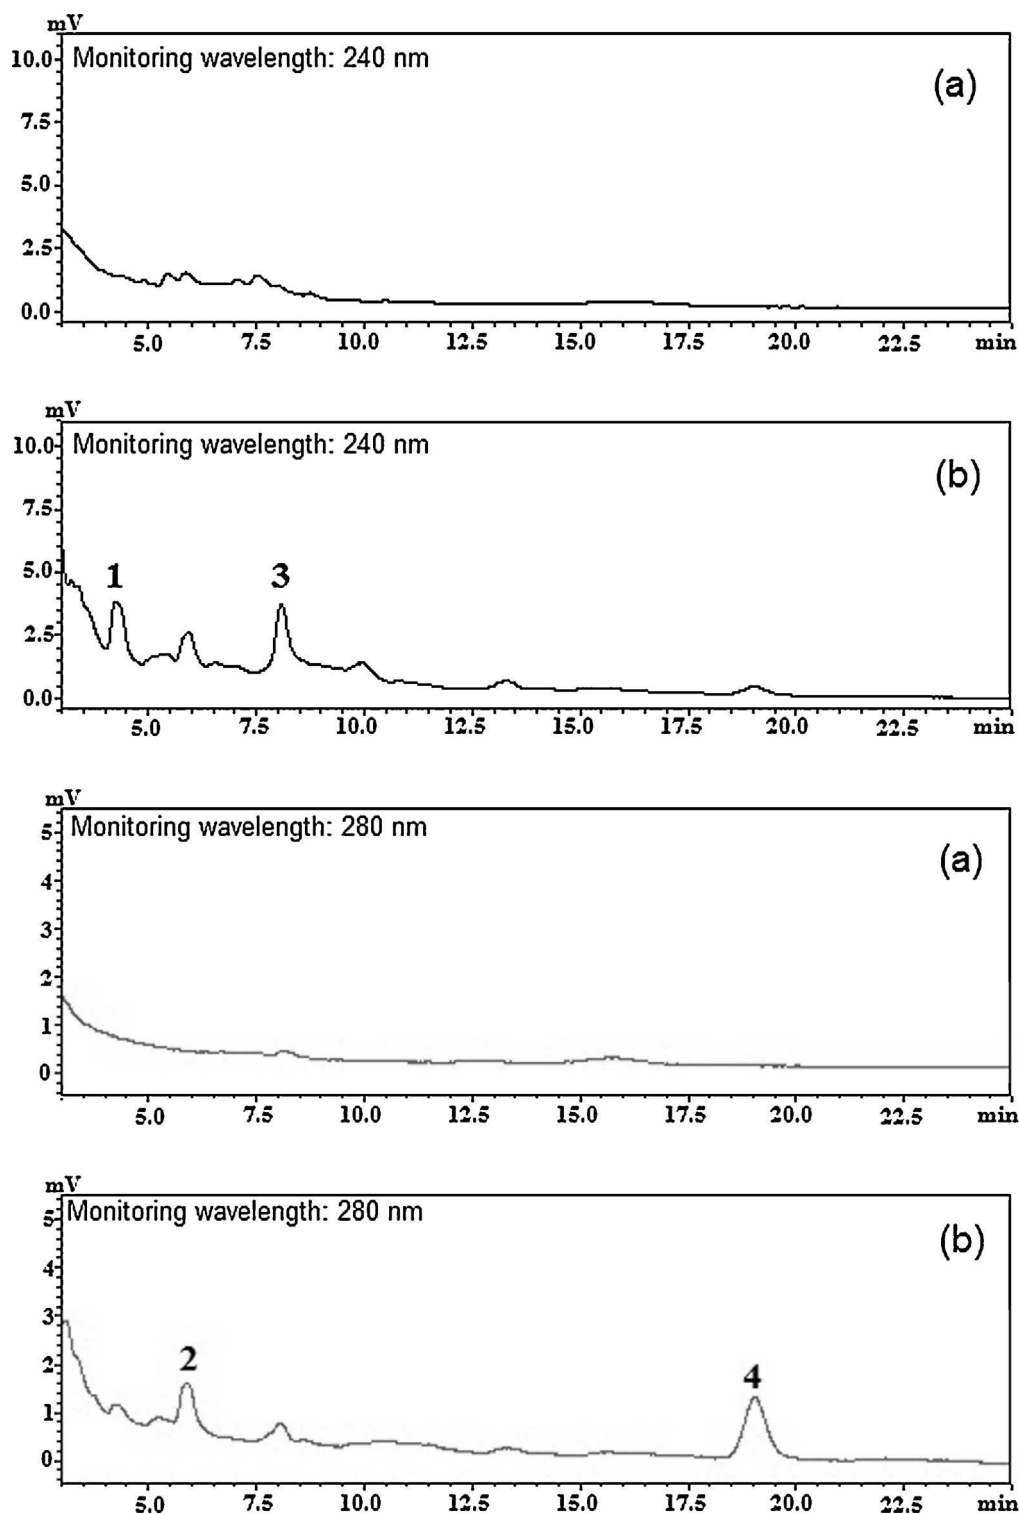 mV
Monitoring wavelength: 240 nm
(a)
10.0
7.5
5.0
2.5
0.0
5.0 7.5 10.0 12.5 15.0 17.5 20.0 22.5 min
mV
Monitoring wavelength: 240 nm
(b)
10.0
7.5
5.0
2.5
0.0
1 3
5.0 7.5 10.0 12.5 15.0 17.5 20.0 22.5 min
mV
Monitoring wavelength: 280 nm
(a)
5
4
3
2
1
0
5.0 7.5 10.0 12.5 15.0 17.5 20.0 22.5 min
mV
Monitoring wavelength: 280 nm
(b)
5
4
3
2
1
0
2 4
5.0 7.5 10.0 12.5 15.0 17.5 20.0 22.5 min